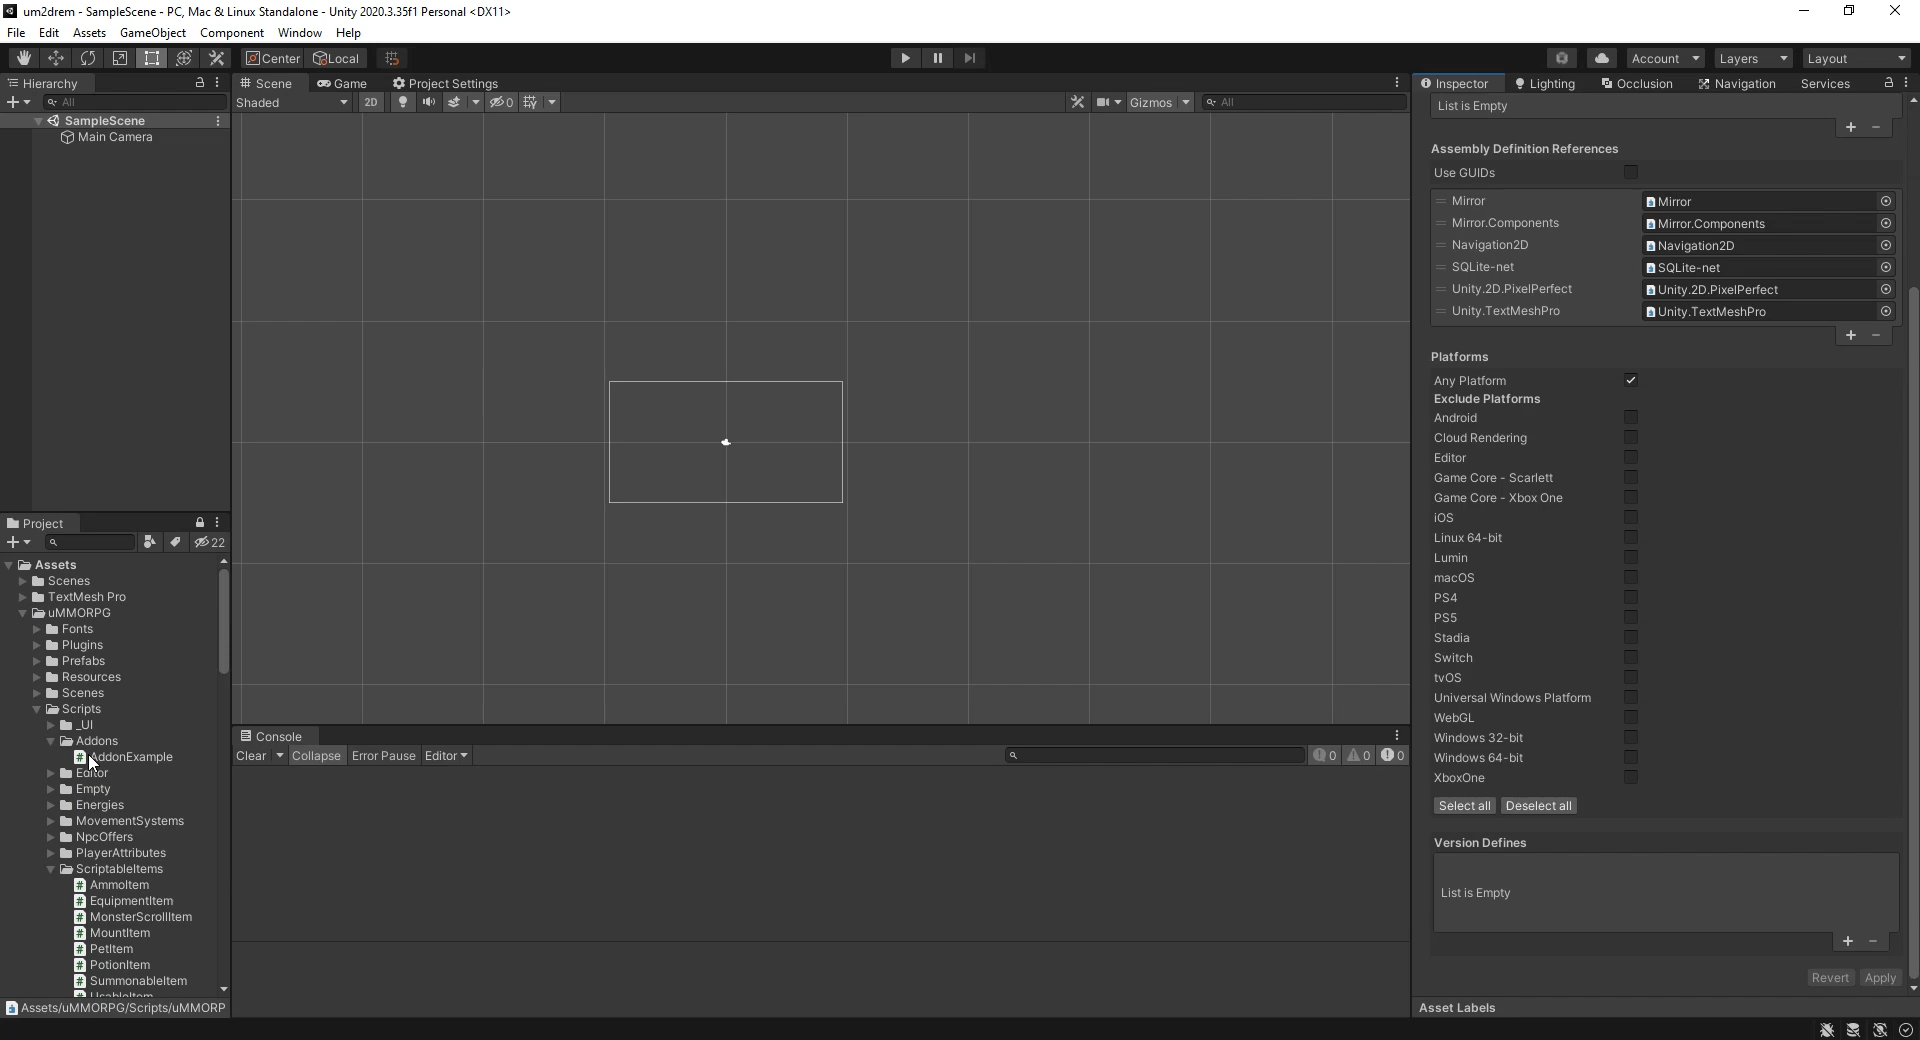 um2drem - SampleScene - PC, Mac & Linux Standalone - Unity 2020.3.35f1 Personal <DX11>
File Edit Assets GameObject Component Window Help
Center Local
Account Layers Layout
Hierarchy
All
SampleScene
Main Camera
Scene Game Project Settings
Shaded 2D 0 Gizmos All
Project
22
Assets
Scenes
TextMesh Pro
uMMORPG
Fonts
Plugins
Prefabs
Resources
Scenes
Scripts
_UI
Addons
AddonExample
Editor
Empty
Energies
MovementSystems
NpcOffers
PlayerAttributes
ScriptableItems
AmmoItem
EquipmentItem
MonsterScrollItem
MountItem
PetItem
PotionItem
SummonableItem
UsableItem
Assets/uMMORPG/Scripts/uMMORP
Console
Clear Collapse Error Pause Editor 0 0 0
Inspector Lighting Occlusion Navigation Services
List is Empty
Assembly Definition References
Use GUIDs
Mirror Mirror
Mirror.Components Mirror.Components
Navigation2D Navigation2D
SQLite-net SQLite-net
Unity.2D.PixelPerfect Unity.2D.PixelPerfect
Unity.TextMeshPro Unity.TextMeshPro
Platforms
Any Platform
Exclude Platforms
Android
Cloud Rendering
Editor
Game Core - Scarlett
Game Core - Xbox One
iOS
Linux 64-bit
Lumin
macOS
PS4
PS5
Stadia
Switch
tvOS
Universal Windows Platform
WebGL
Windows 32-bit
Windows 64-bit
XboxOne
Select all Deselect all
Version Defines
List is Empty
Revert Apply
Asset Labels